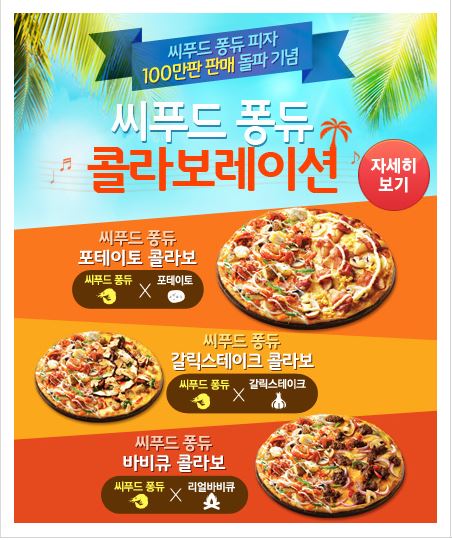 씨푸드 퐁듀 피자
100만판 판매 돌파 기념
씨푸드 퐁듀
콜라보레이션
자세히
보기
씨푸드 퐁듀
포테이토 콜라보
씨푸드 퐁듀 X 포테이토
씨푸드 퐁듀
갈릭스테이크 콜라보
씨푸드 퐁듀 X 갈릭스테이크
씨푸드 퐁듀
바비큐 콜라보
씨푸드 퐁듀 X 리얼바비큐